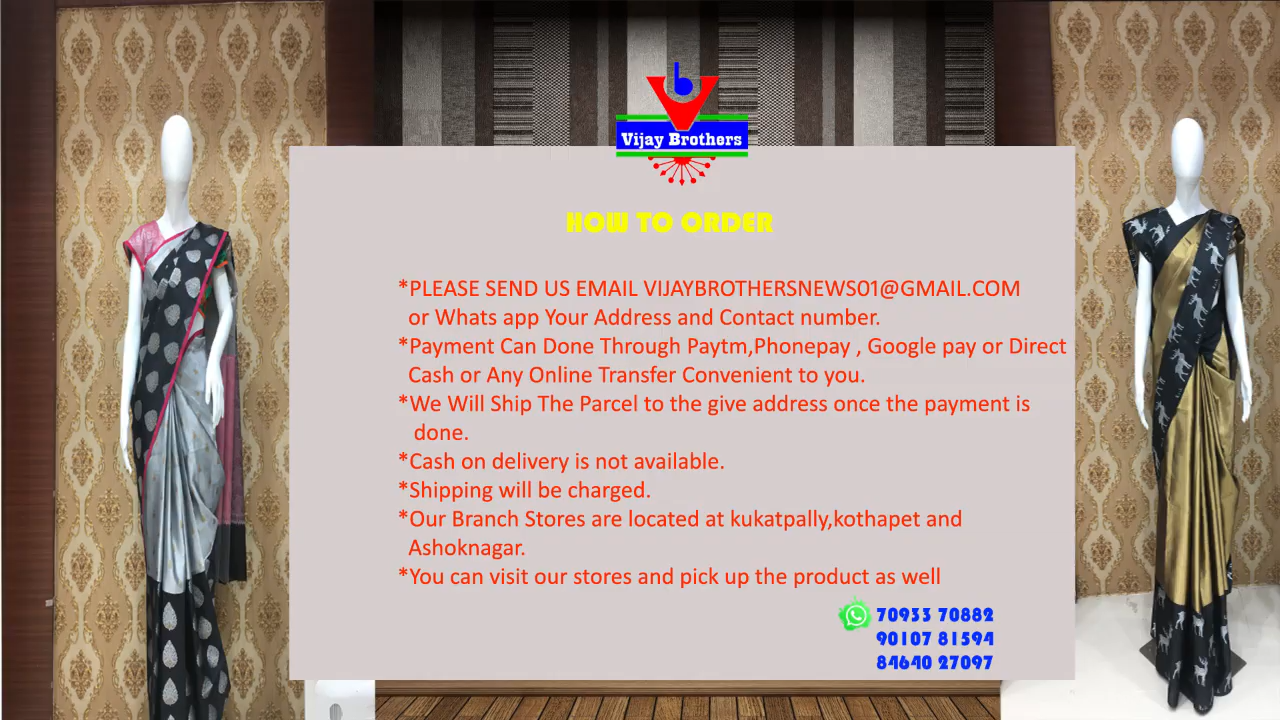 b
Vijay Brothers
HOW TO ORDER
*PLEASE SEND US EMAIL VIJAYBROTHERSNEWS01@GMAIL.COM
or Whats app Your Address and Contact number.
*Payment Can Done Through Paytm,Phonepay , Google pay or Direct
Cash or Any Online Transfer Convenient to you.
*We Will Ship The Parcel to the give address once the payment is
done.
*Cash on delivery is not available.
*Shipping will be charged.
*Our Branch Stores are located at kukatpally,kothapet and
Ashoknagar.
*You can visit our stores and pick up the product as well
70933 70882
90107 81594
84640 27097